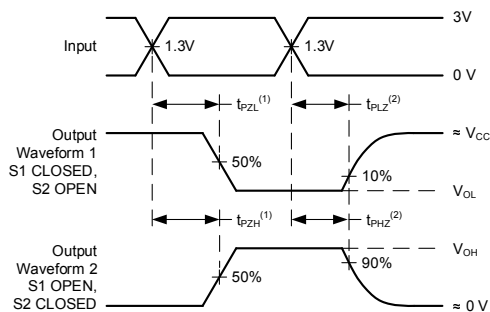 3V
Input
1.3V
1.3V
0 V
tPZL(1)
tPLZ(2)
Output
Waveform 1
S1 CLOSED,
S2 OPEN
≈ VCC
50%
10%
VOL
tPZH(1)
tPHZ(2)
Output
Waveform 2
S1 OPEN,
S2 CLOSED
VOH
50%
90%
≈ 0 V